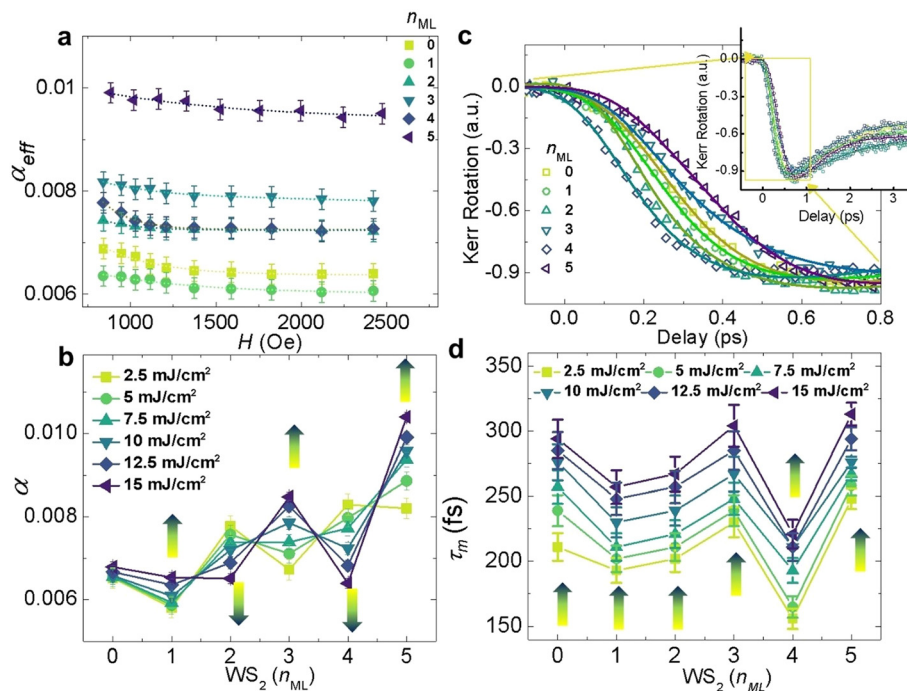 a
n_ML
0
1
2
3
4
5
0.01
0.008
0.006
α_eff
1000 1500 2000 2500
H (Oe)
c
0.0
-0.3
-0.6
-0.9
Kerr Rotation (a.u.)
n_ML
0
1
2
3
4
5
0.0 0.2 0.4 0.6 0.8
Delay (ps)
0.0
-0.3
-0.6
-0.9
Kerr Rotation (a.u.)
0 1 2 3
Delay (ps)
b
2.5 mJ/cm²
5 mJ/cm²
7.5 mJ/cm²
10 mJ/cm²
12.5 mJ/cm²
15 mJ/cm²
0.010
0.008
0.006
α
0 1 2 3 4 5
WS₂ (n_ML)
d
2.5 mJ/cm² 5 mJ/cm² 7.5 mJ/cm²
10 mJ/cm² 12.5 mJ/cm² 15 mJ/cm²
350
300
250
200
150
τ_m (fs)
0 1 2 3 4 5
WS₂ (n_ML)